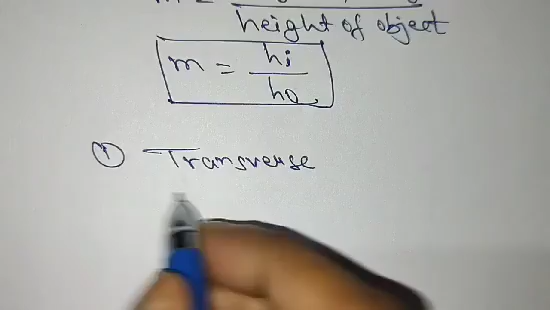 height of object
m = hi / ho
① Transverse